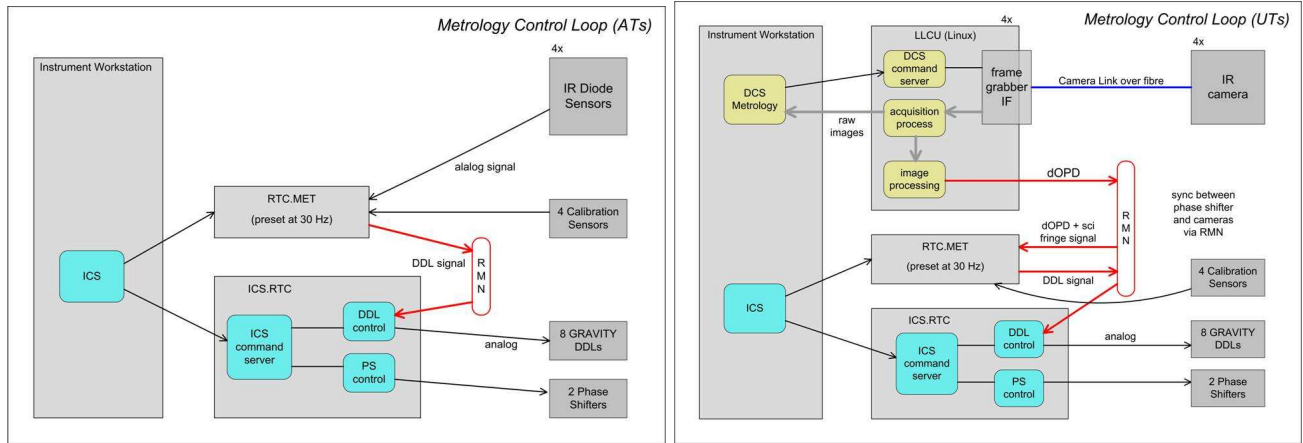 Metrology Control Loop (ATs)
Instrument Workstation
4x
IR Diode
Sensors
alalog signal
RTC.MET
(preset at 30 Hz)
4 Calibration
Sensors
DDL signal
R
M
N
ICS
ICS.RTC
ICS
command
server
DDL
control
PS
control
analog
8 GRAVITY
DDLs
2 Phase
Shifters
Metrology Control Loop (UTs)
Instrument Workstation
4x
LLCU (Linux)
DCS
command
server
frame
grabber
IF
Camera Link over fibre
4x
IR
camera
DCS
Metrology
acquisition
process
raw
images
image
processing
dOPD
R
M
N
sync between
phase shifter
and cameras
via RMN
dOPD + sci
fringe signal
RTC.MET
(preset at 30 Hz)
DDL signal
4 Calibration
Sensors
ICS
ICS.RTC
ICS
command
server
DDL
control
PS
control
analog
8 GRAVITY
DDLs
2 Phase
Shifters